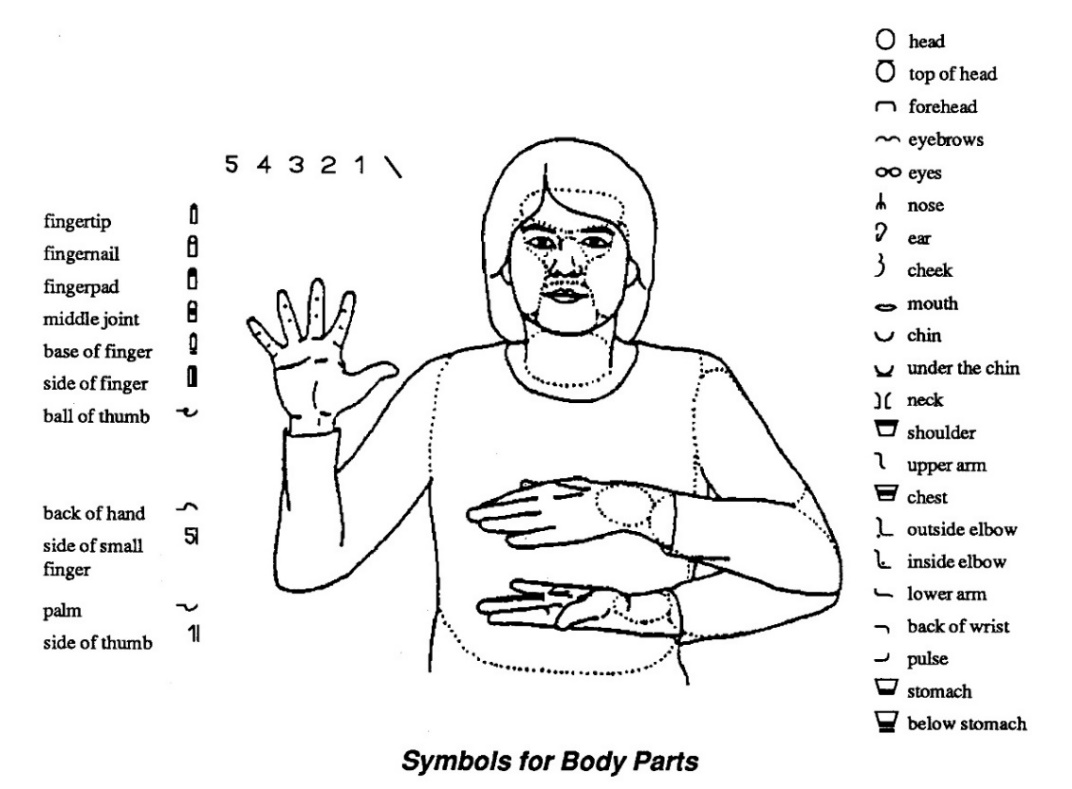 5 4 3 2 1 \
fingertip
fingernail
fingerpad
middle joint
base of finger
side of finger
ball of thumb
back of hand
5
side of small
finger
palm
side of thumb
1
head
top of head
forehead
eyebrows
eyes
nose
ear
cheek
mouth
chin
under the chin
neck
shoulder
upper arm
chest
outside elbow
inside elbow
lower arm
back of wrist
pulse
stomach
below stomach
Symbols for Body Parts